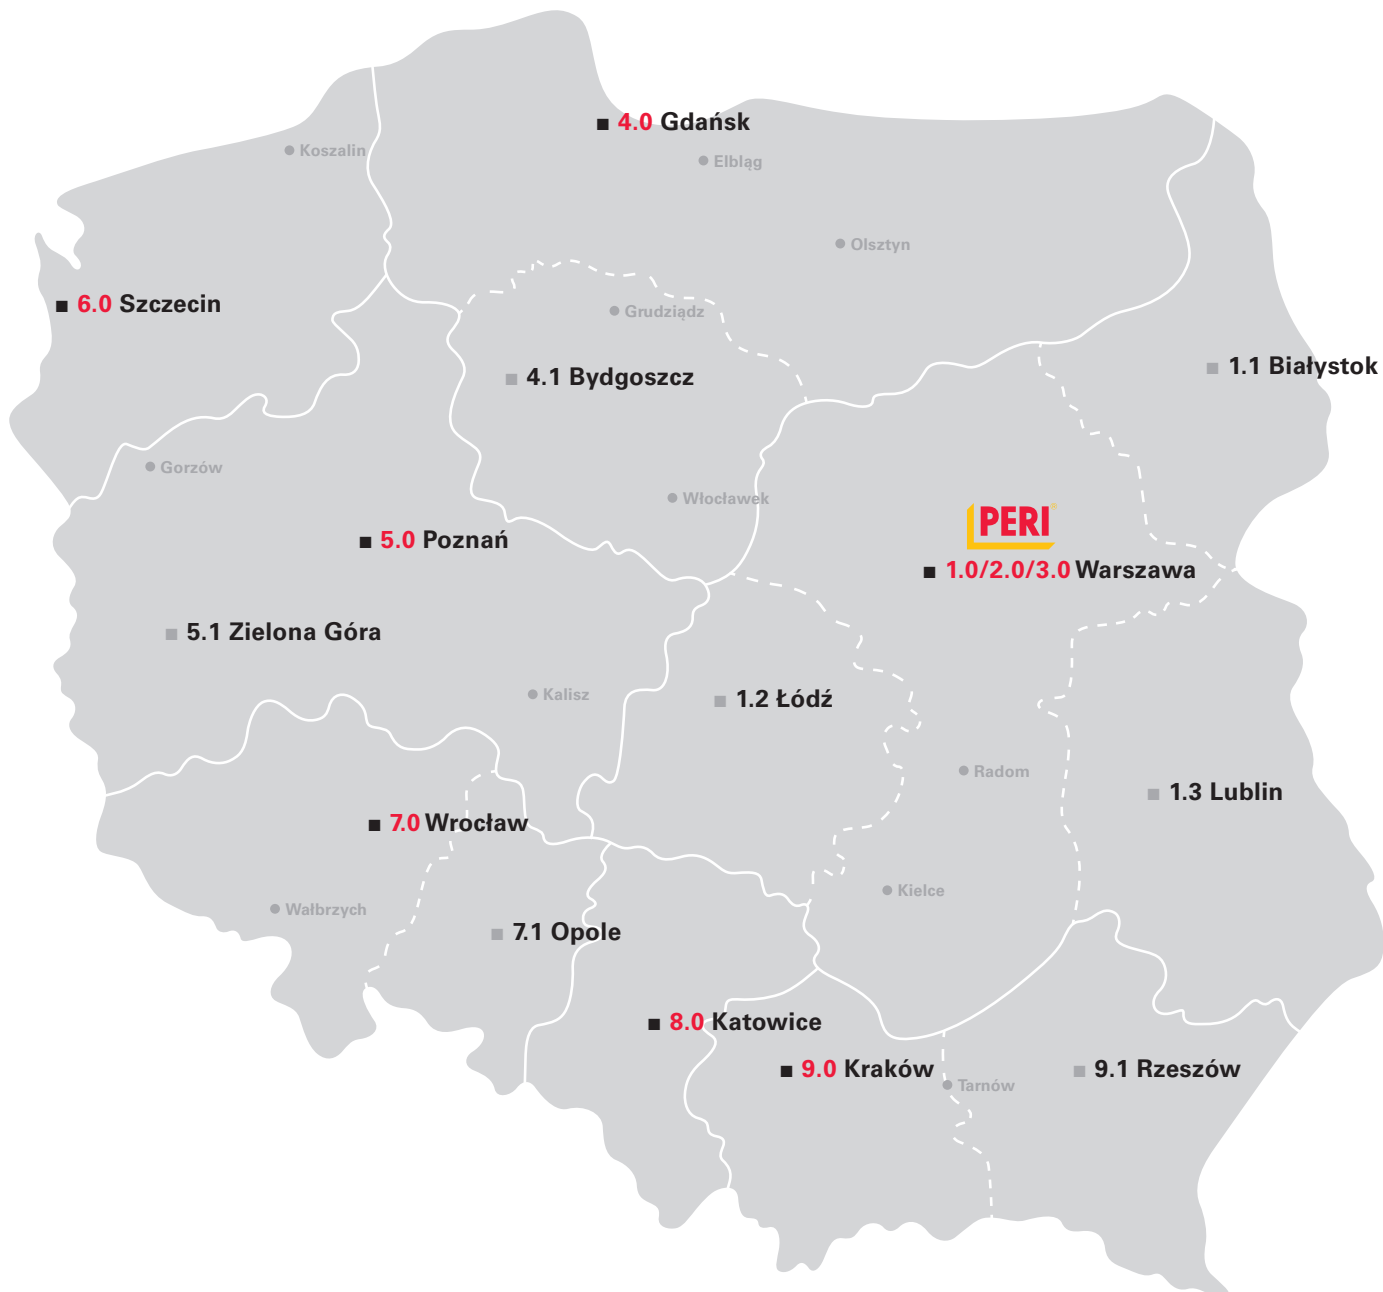 4.0 Gdańsk
Koszalin
Elbląg
Olsztyn
6.0 Szczecin
Grudziądz
4.1 Bydgoszcz
1.1 Białystok
Gorzów
Włocławek
PERI®
5.0 Poznań
1.0/2.0/3.0 Warszawa
5.1 Zielona Góra
Kalisz
1.2 Łódź
Radom
1.3 Lublin
7.0 Wrocław
Kielce
Wałbrzych
7.1 Opole
8.0 Katowice
9.0 Kraków
9.1 Rzeszów
Tarnów